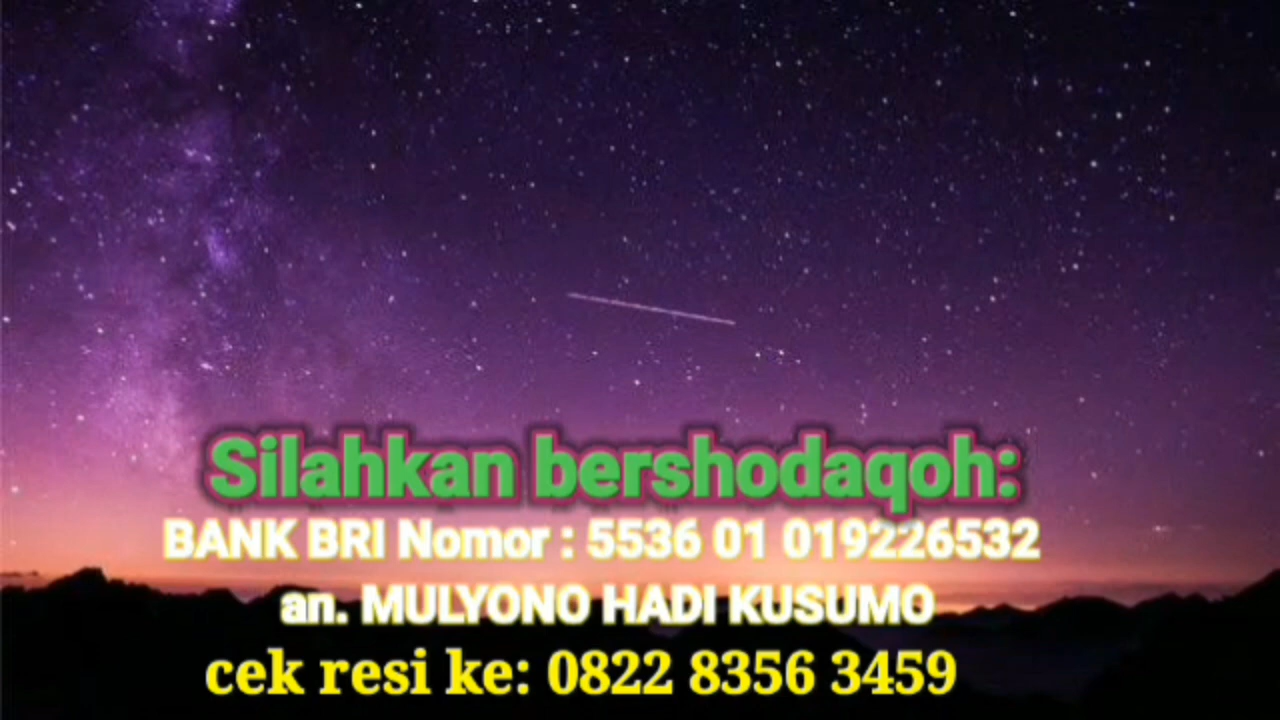 Silahkan bershodaqoh:
BANK BRI Nomor : 5536 01 019226532
an. MULYONO HADI KUSUMO
cek resi ke: 0822 8356 3459